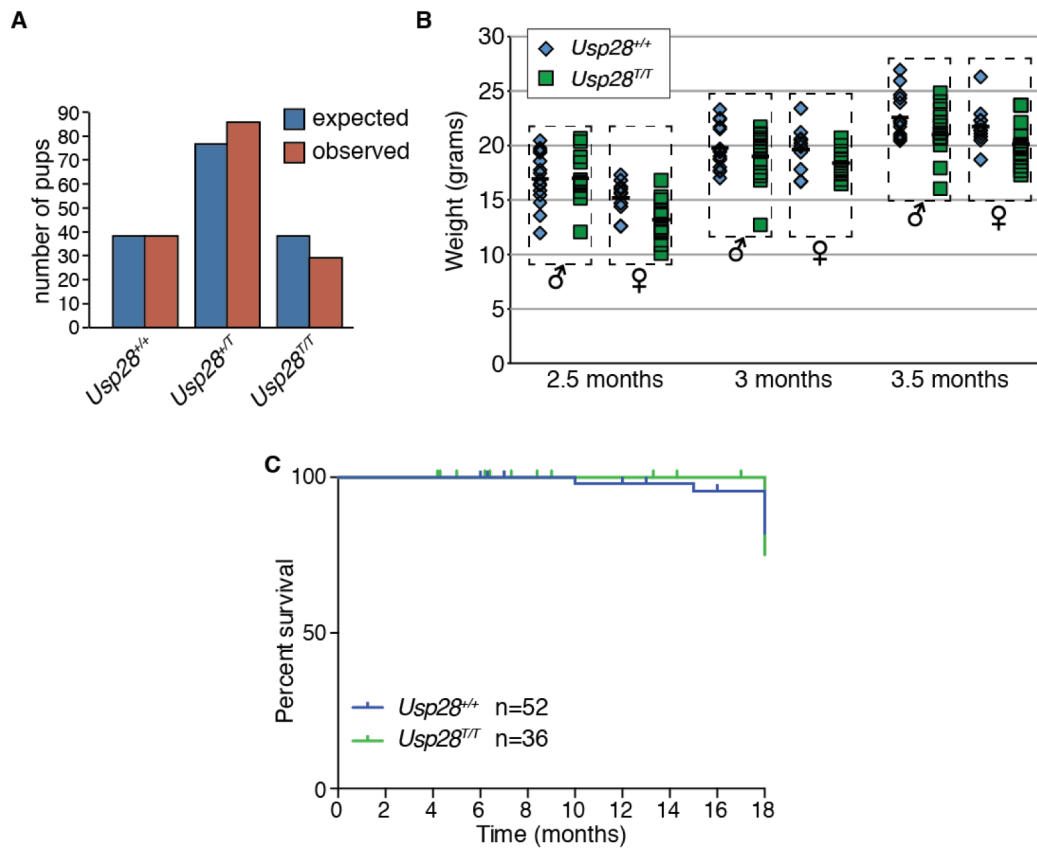 A
number of pups
90
80
70
60
50
40
30
20
10
0
expected
observed
Usp28+/+
Usp28+/T
Usp28T/T
B
Weight (grams)
30
25
20
15
10
5
0
Usp28+/+
Usp28T/T
♂ ♀ ♂ ♀ ♂ ♀
2.5 months 3 months 3.5 months
C
Percent survival
100
50
0
Usp28+/+ n=52
Usp28T/T n=36
0 2 4 6 8 10 12 14 16 18
Time (months)